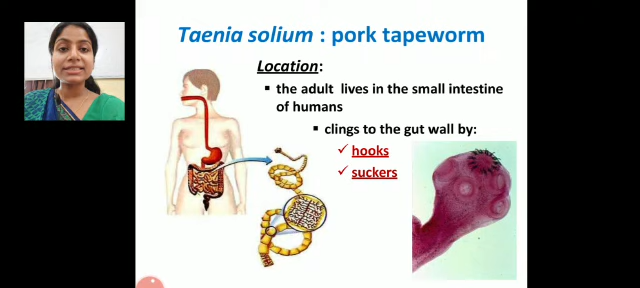 Taenia solium : pork tapeworm
Location:
▪ the adult lives in the small intestine
of humans
▪ clings to the gut wall by:
✓ hooks
✓ suckers